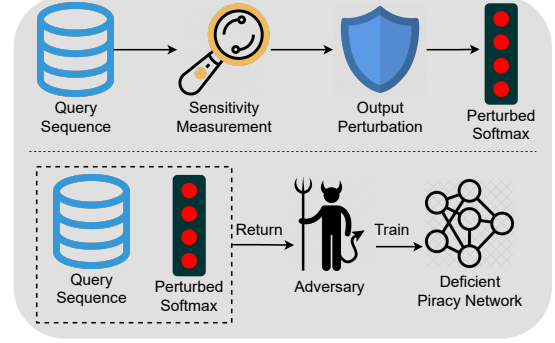 Query
Sequence
Sensitivity
Measurement
Output
Perturbation
Perturbed
Softmax
Query
Sequence
Perturbed
Softmax
Return
Adversary
Train
Deficient
Piracy Network